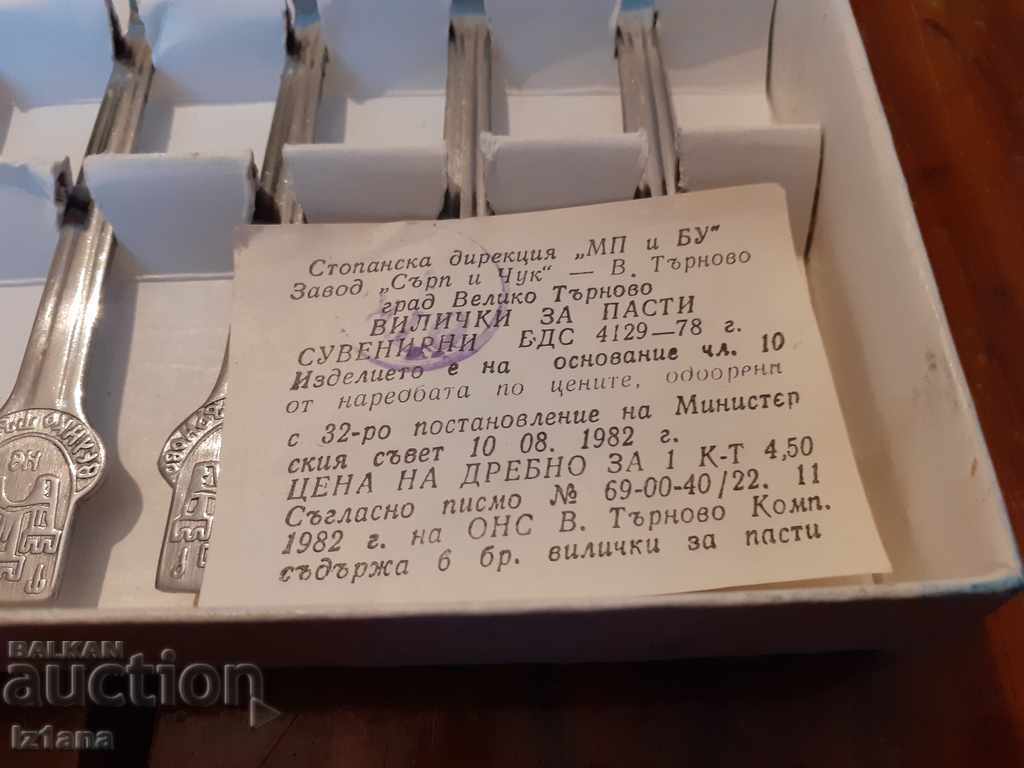 Стопанска дирекция „МП и БУ"
Завод „Сърп и Чук" — В. Търново
град Велико Търново
ВИЛИЧКИ ЗА ПАСТИ
СУВЕНИРНИ БДС 4129—78 г.
Изделието е на основание чл. 10
от наредбата по цените, одобрени
с 32-ро постановление на Министер
ския съвет 10 08. 1982 г.
ЦЕНА НА ДРЕБНО ЗА 1 К-Т 4,50
Съгласно писмо № 69-00-40/22. 11
1982 г. на ОНС В. Търново Комп.
съдържа 6 бр. вилички за пасти
BALKAN
auction
iz1ana